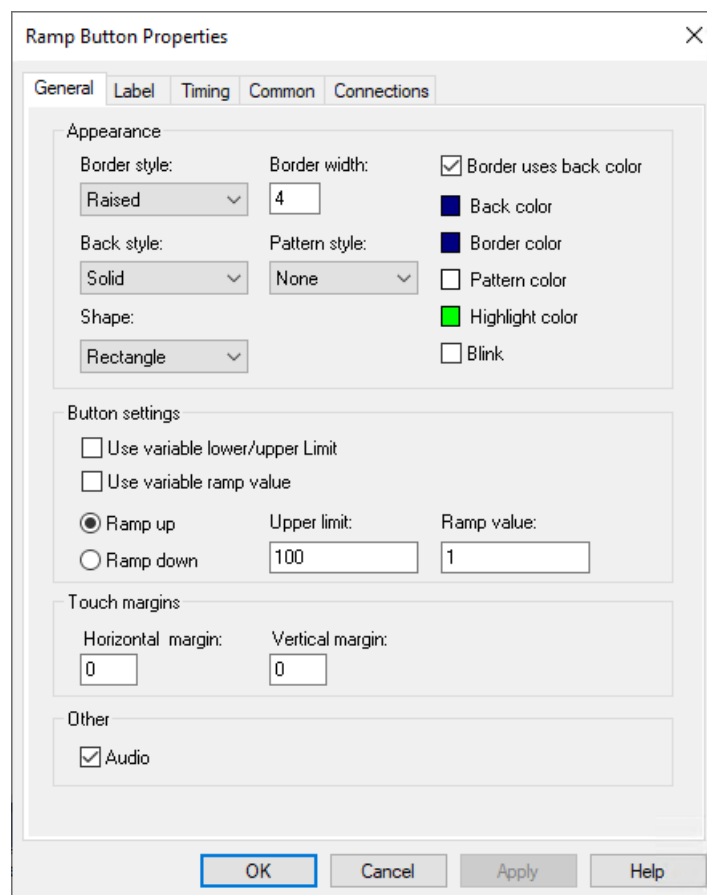 Ramp Button Properties
General Label Timing Common Connections
Appearance
Border style: Border width: Border uses back color
Raised 4 Back color
Back style: Pattern style: Border color
Solid None Pattern color
Shape: Highlight color
Rectangle Blink
Button settings
Use variable lower/upper Limit
Use variable ramp value
Ramp up Upper limit: Ramp value:
Ramp down 100 1
Touch margins
Horizontal margin: Vertical margin:
0 0
Other
Audio
OK Cancel Apply Help